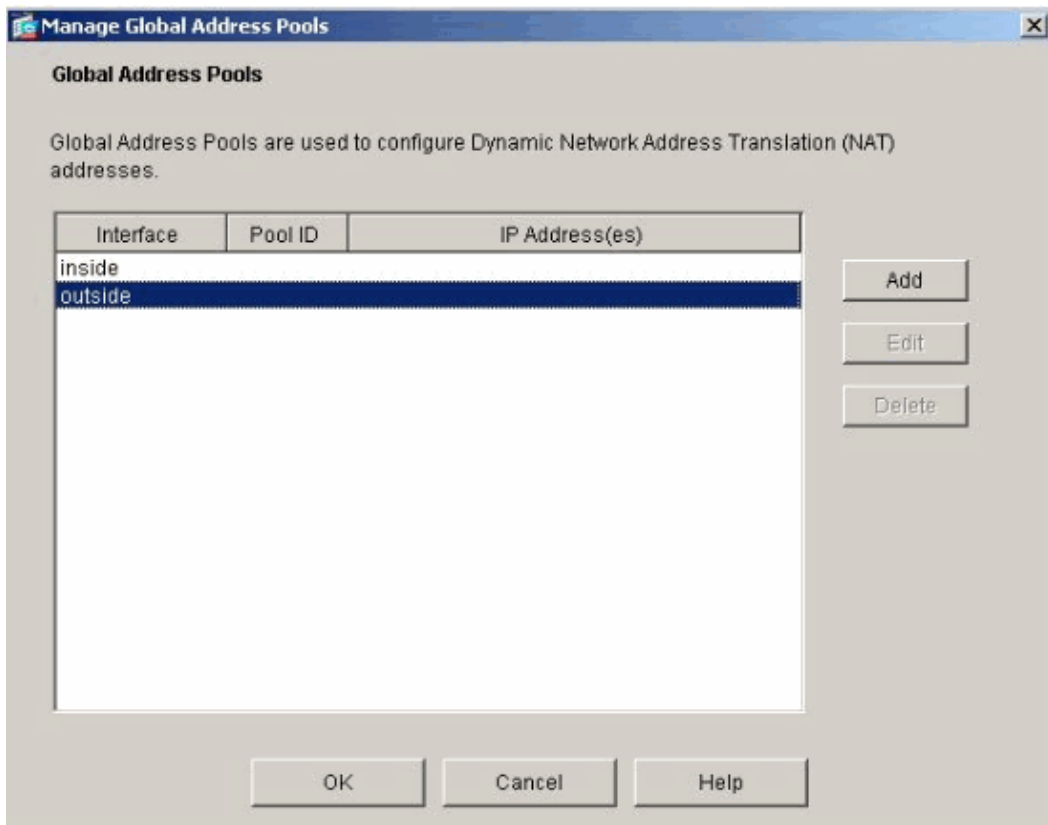 Manage Global Address Pools
Global Address Pools
Global Address Pools are used to configure Dynamic Network Address Translation (NAT)
addresses.
Interface Pool ID IP Address(es)
inside
outside
Add
Edit
Delete
OK Cancel Help